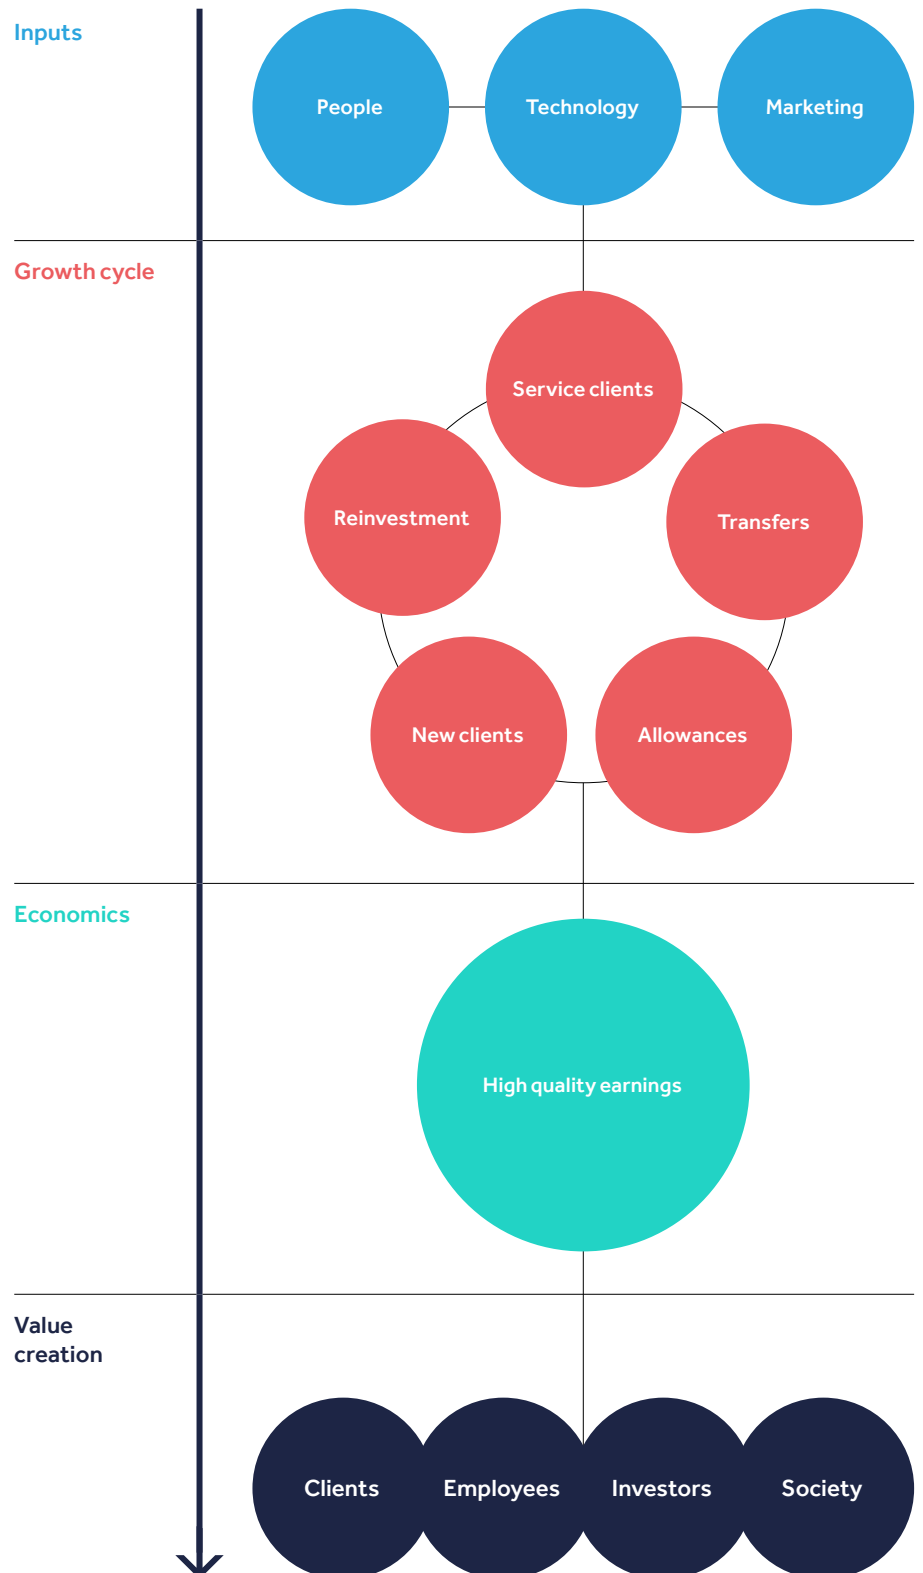 Inputs
People
Technology
Marketing
Growth cycle
Service clients
Reinvestment
Transfers
New clients
Allowances
Economics
High quality earnings
Value
creation
Clients
Employees
Investors
Society